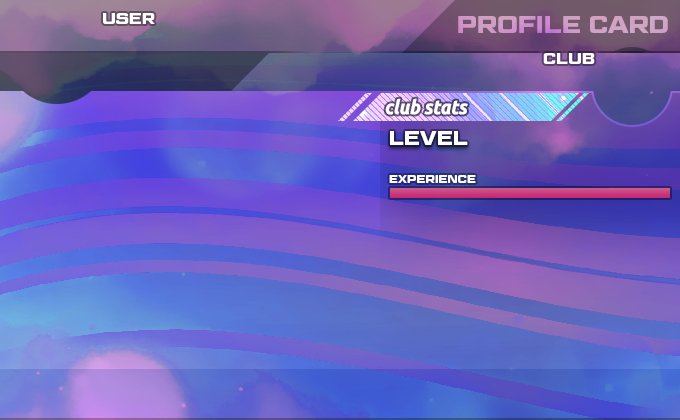 USER
PROFILE CARD
CLUB
club stats
LEVEL
EXPERIENCE